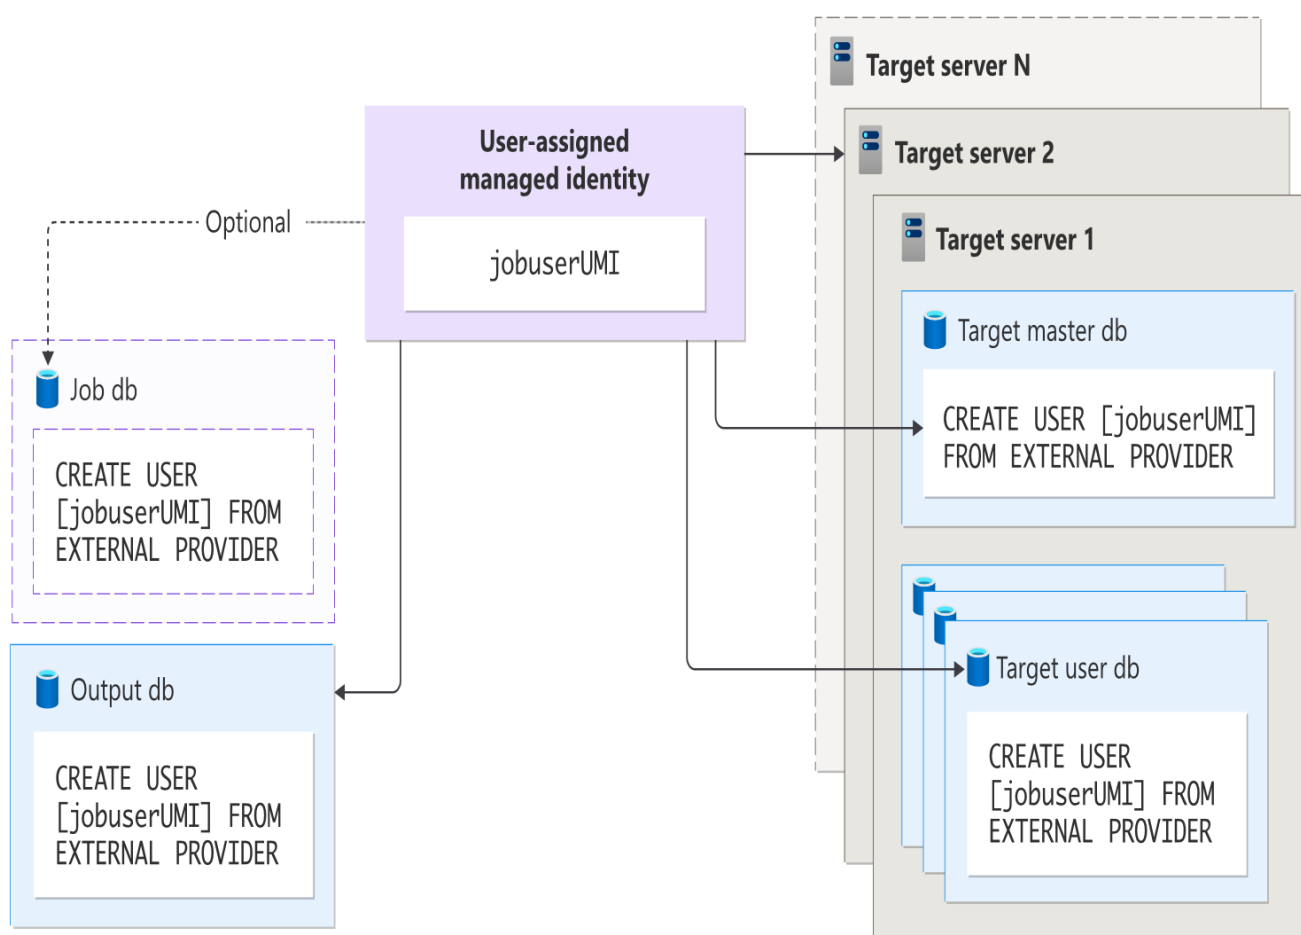 Target server N
User-assigned
managed identity
Target server 2
Optional
jobuserUMI
Target server 1
Target master db
CREATE USER [jobuserUMI]
FROM EXTERNAL PROVIDER
Job db
CREATE USER
[jobuserUMI] FROM
EXTERNAL PROVIDER
Output db
CREATE USER
[jobuserUMI] FROM
EXTERNAL PROVIDER
Target user db
CREATE USER
[jobuserUMI] FROM
EXTERNAL PROVIDER